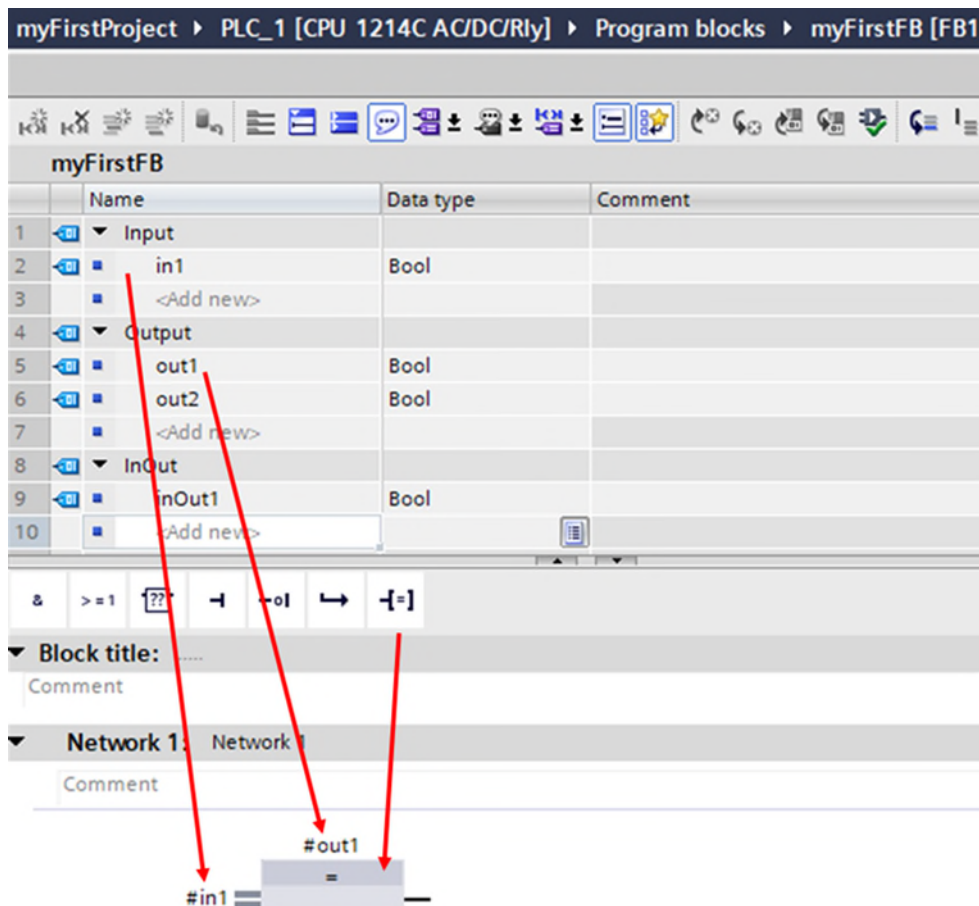 myFirstProject ▸ PLC_1 [CPU 1214C AC/DC/Rly] ▸ Program blocks ▸ myFirstFB [FB1
myFirstFB
Name Data type Comment
1 Input
2 in1 Bool
3 <Add new>
4 Output
5 out1 Bool
6 out2 Bool
7 <Add new>
8 InOut
9 inOut1 Bool
10 <Add new>
& >=1 ?? -| -o| -[=]
Block title: .....
Comment
Network 1: Network 1
Comment
#out1
=
#in1